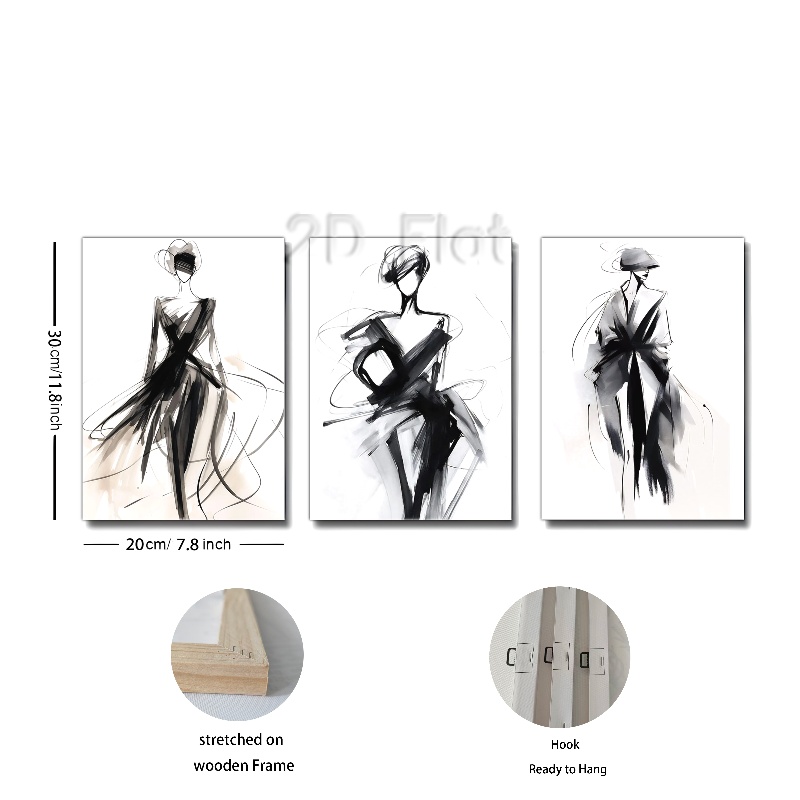 2D Flat
30cm/11.8inch
20cm/ 7.8 inch
stretched on
wooden Frame
Hook
Ready to Hang